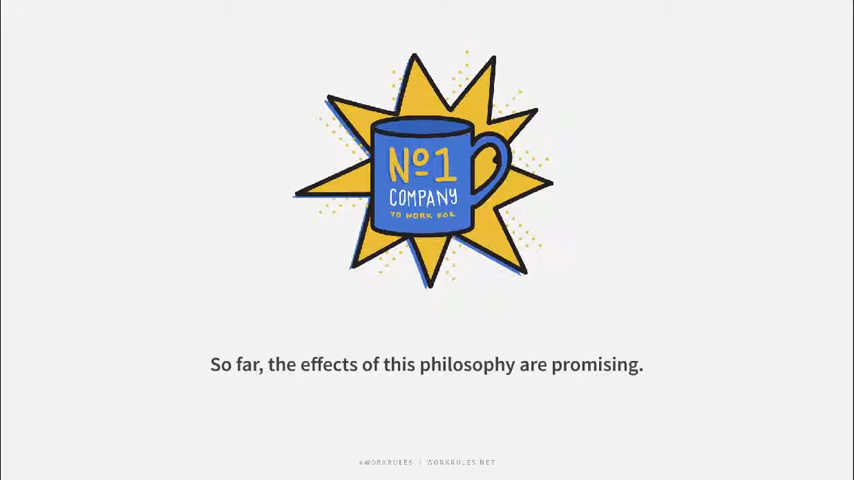 Nº1
COMPANY
TO WORK FOR
So far, the effects of this philosophy are promising.
#WORKRULES | WORKRULES.NET